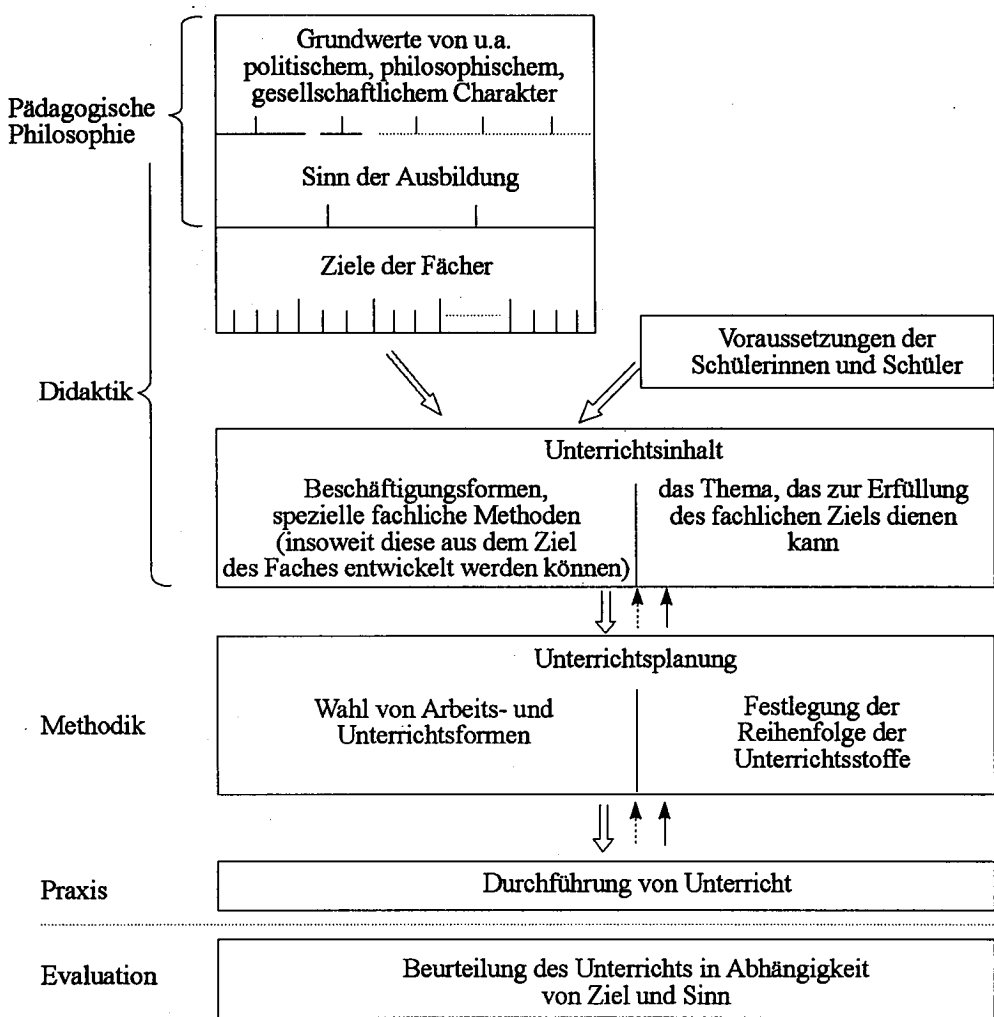 Grundwerte von u.a.
politischem, philosophischem,
gesellschaftlichem Charakter
Pädagogische
Philosophie
Sinn der Ausbildung
Ziele der Fächer
Voraussetzungen der
Schülerinnen und Schüler
Didaktik
Unterrichtsinhalt
Beschäftigungsformen,
spezielle fachliche Methoden
(insoweit diese aus dem Ziel
des Faches entwickelt werden können)
das Thema, das zur Erfüllung
des fachlichen Ziels dienen
kann
Unterrichtsplanung
Methodik
Wahl von Arbeits- und
Unterrichtsformen
Festlegung der
Reihenfolge der
Unterrichtsstoffe
Praxis
Durchführung von Unterricht
Evaluation
Beurteilung des Unterrichts in Abhängigkeit
von Ziel und Sinn